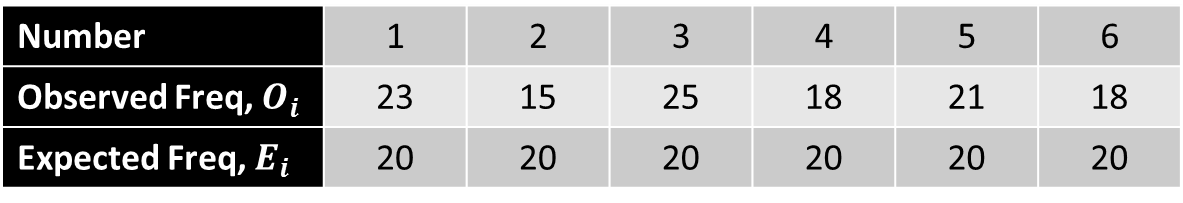 Number 1 2 3 4 5 6
Observed Freq, Oᵢ 23 15 25 18 21 18
Expected Freq, Eᵢ 20 20 20 20 20 20